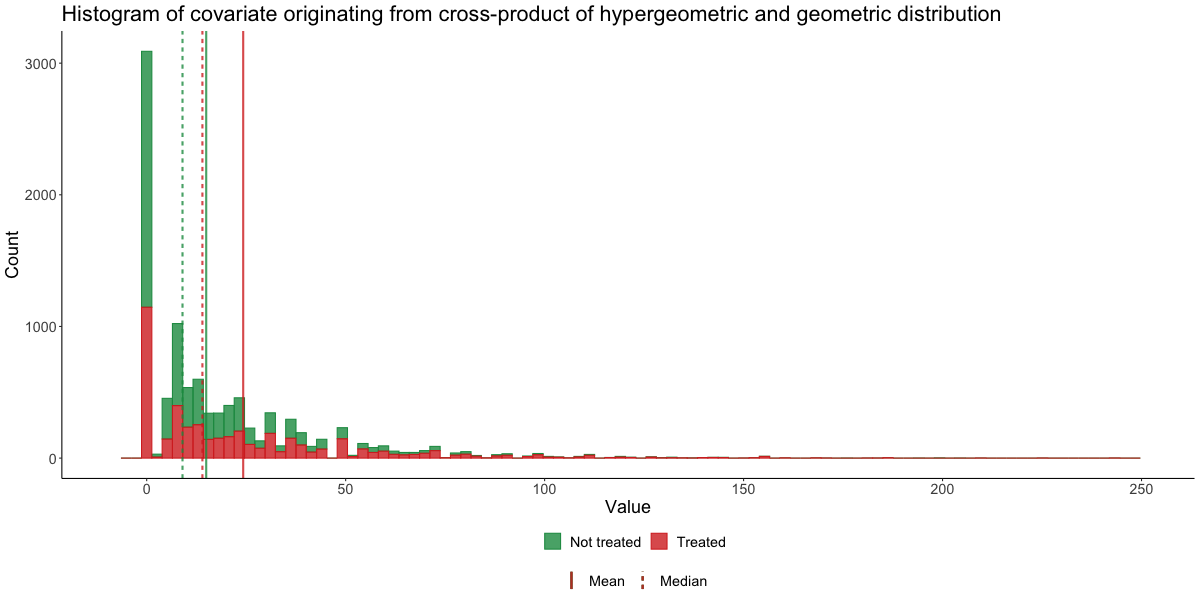 Histogram of covariate originating from cross-product of hypergeometric and geometric distribution
Count
3000
2000
1000
0
0 50 100 150 200 250
Value
Not treated Treated
Mean Median